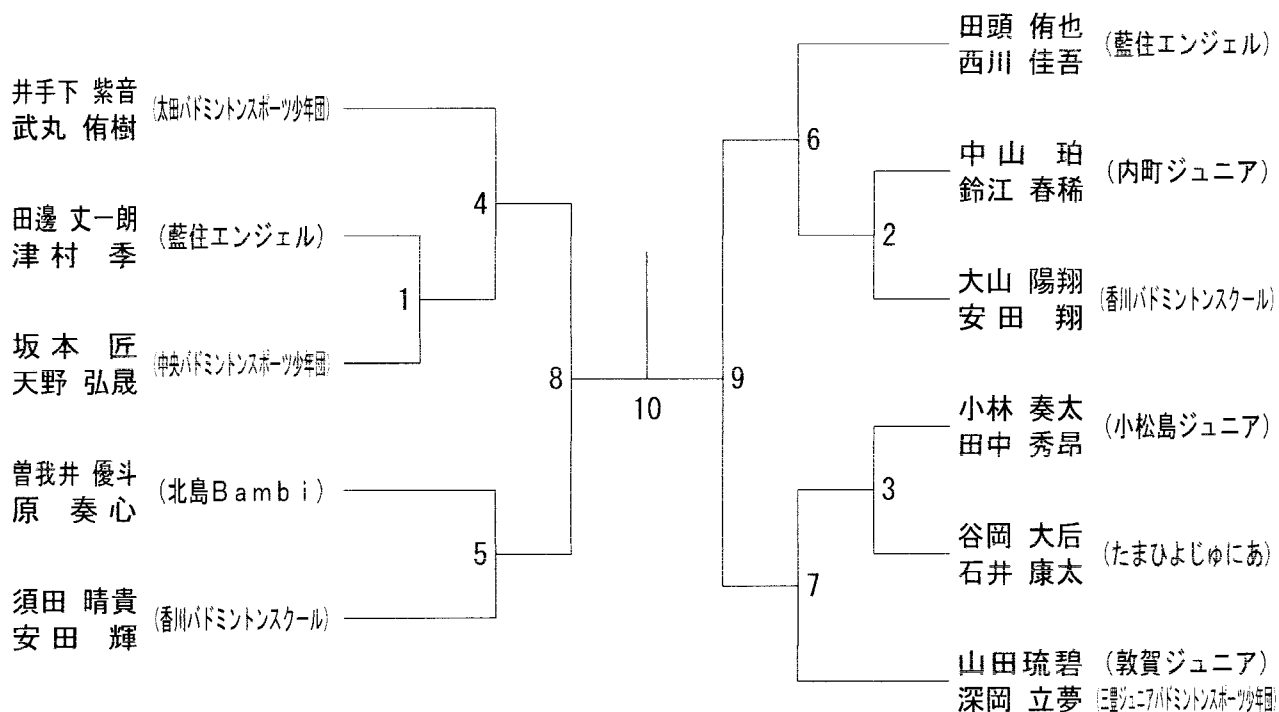 井手下 紫音
武丸 侑樹
(太田バドミントンスポーツ少年団)
田邊 丈一朗
津村 季
(藍住エンジェル)
坂本 匠
天野 弘晟
(中央バドミントンスポーツ少年団)
曽我井 優斗
原 奏心
(北島Bambi)
須田 晴貴
安田 輝
(香川バドミントンスクール)
1
4
5
8
10
9
6
2
3
7
田頭 侑也
西川 佳吾
(藍住エンジェル)
中山 珀
鈴江 春稀
(内町ジュニア)
大山 陽翔
安田 翔
(香川バドミントンスクール)
小林 奏太
田中 秀昂
(小松島ジュニア)
谷岡 大后
石井 康太
(たまひよじゅにあ)
山田琉碧 (敦賀ジュニア)
深岡 立夢 (三豊ジュニアバドミントンスポーツ少年団)